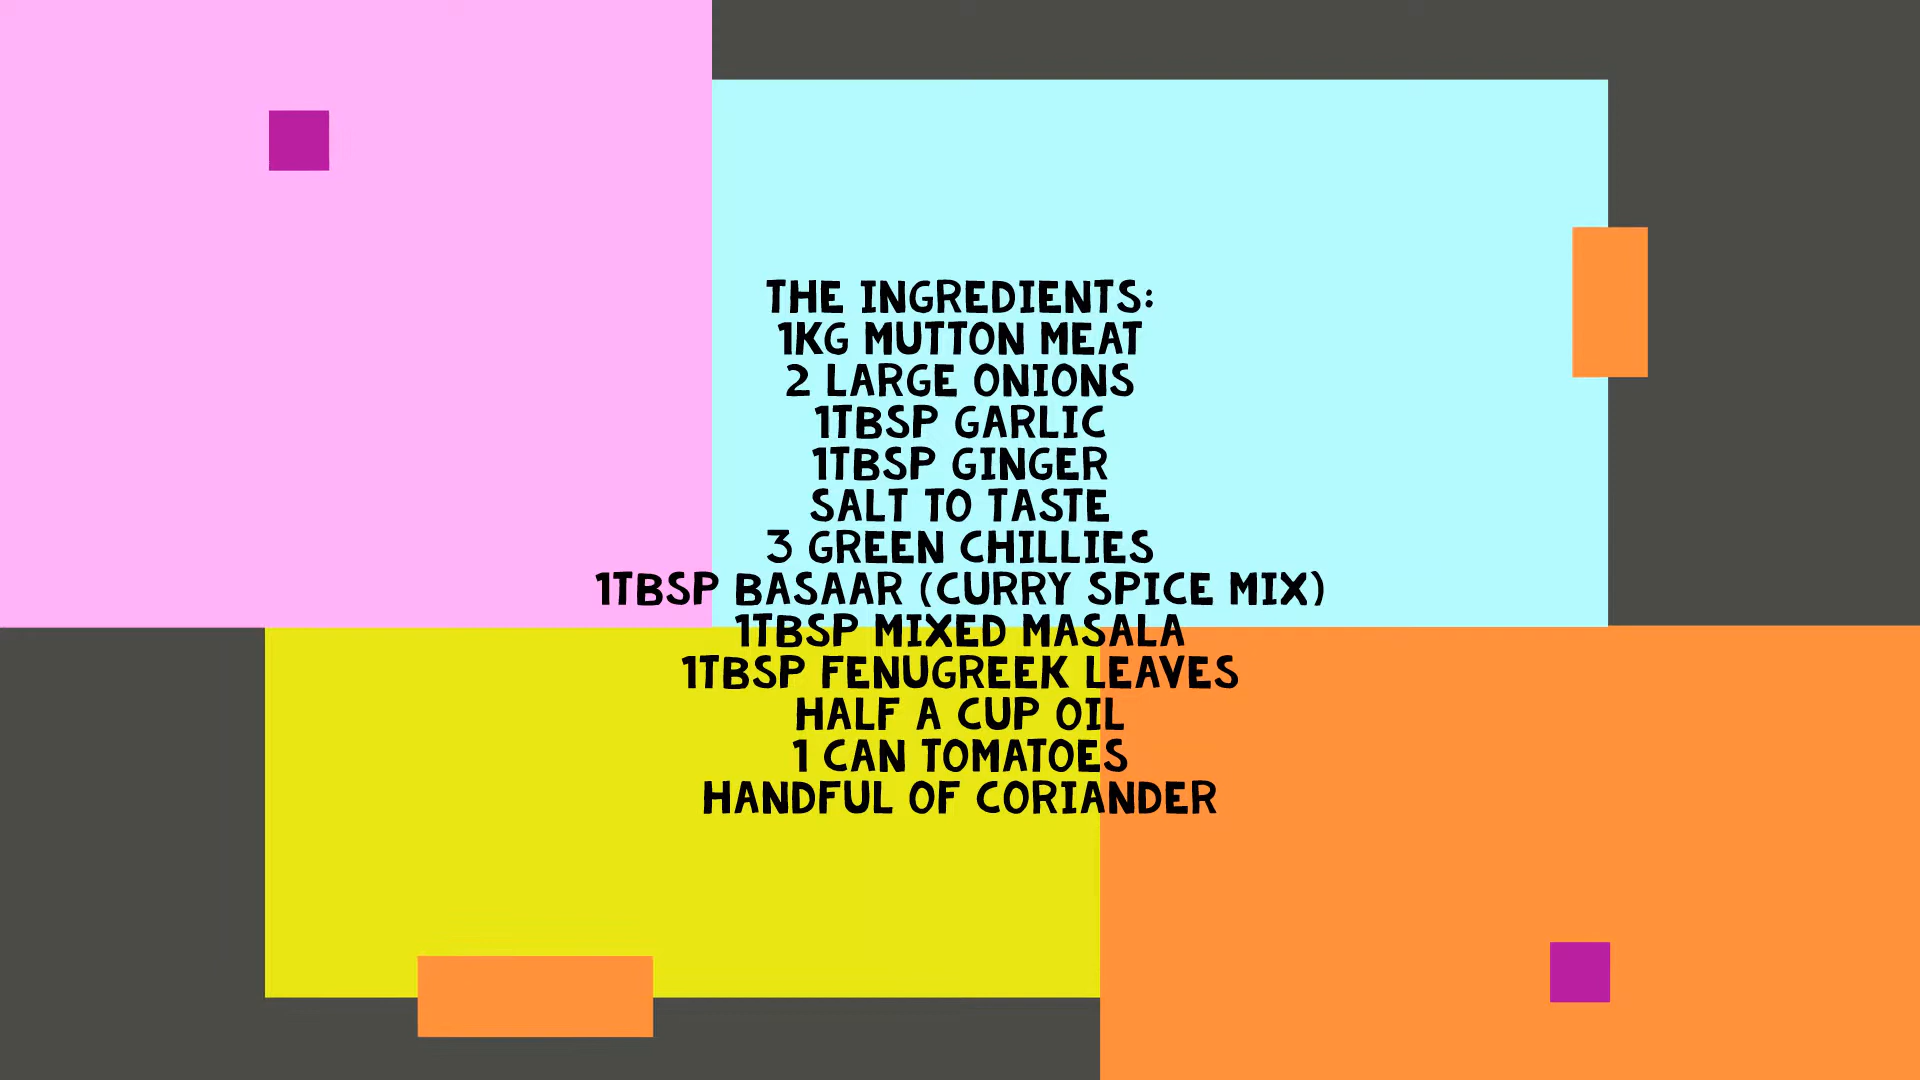 THE INGREDIENTS:
1KG MUTTON MEAT
2 LARGE ONIONS
1TBSP GARLIC
1TBSP GINGER
SALT TO TASTE
3 GREEN CHILLIES
1TBSP BASAAR (CURRY SPICE MIX)
1TBSP MIXED MASALA
1TBSP FENUGREEK LEAVES
HALF A CUP OIL
1 CAN TOMATOES
HANDFUL OF CORIANDER